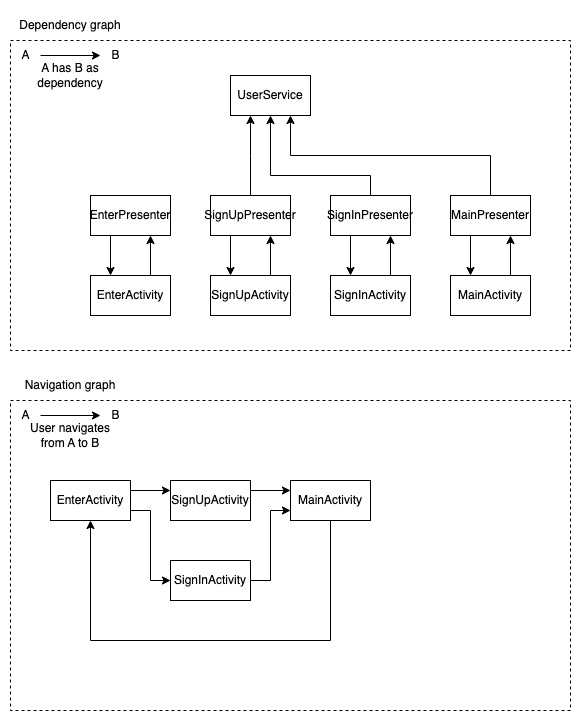 Dependency graph
A B
A has B as
dependency
UserService
EnterPresenter SignUpPresenter SignInPresenter MainPresenter
EnterActivity SignUpActivity SignInActivity MainActivity
Navigation graph
A B
User navigates
from A to B
EnterActivity SignUpActivity MainActivity
SignInActivity